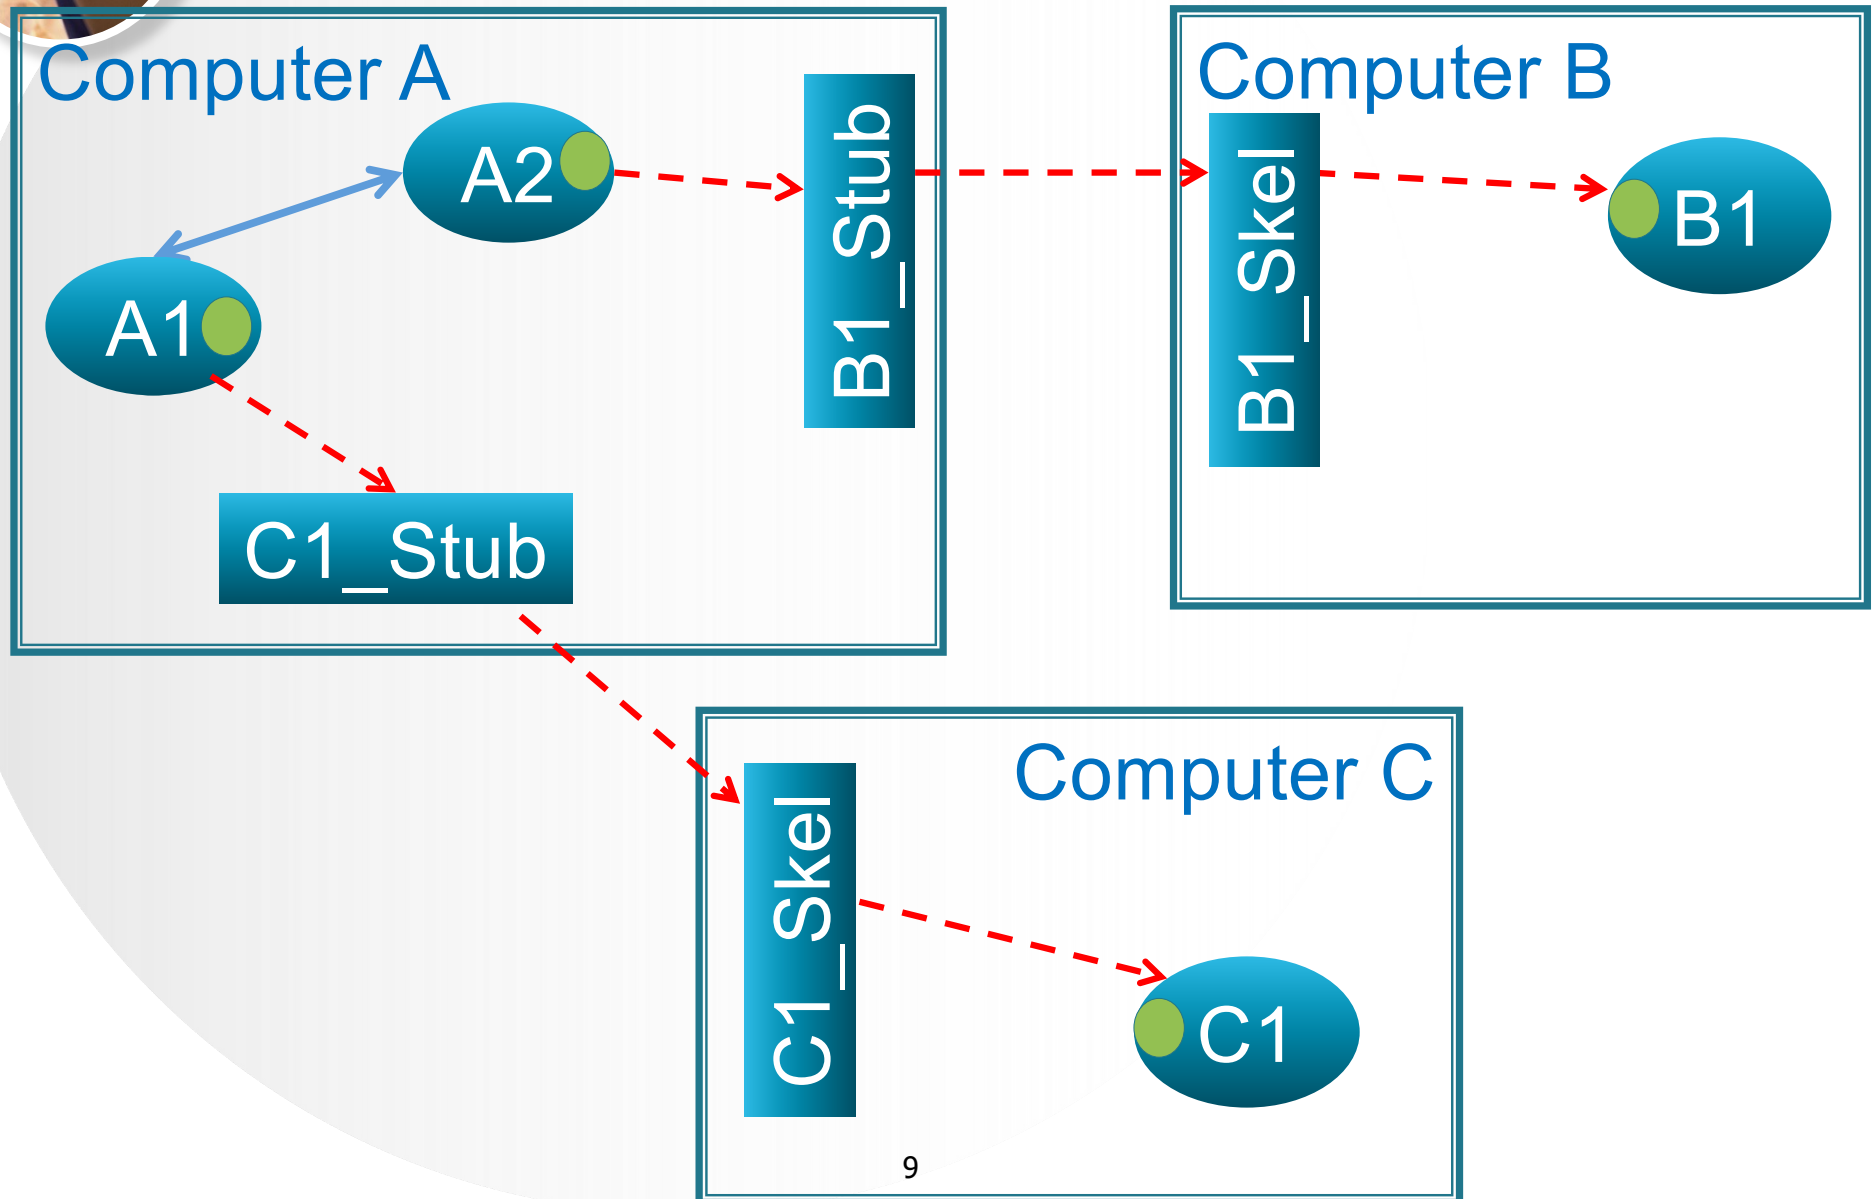 Computer A
A2
A1
B1_Stub
C1_Stub
Computer B
B1_Skel
B1
Computer C
C1_Skel
C1
9